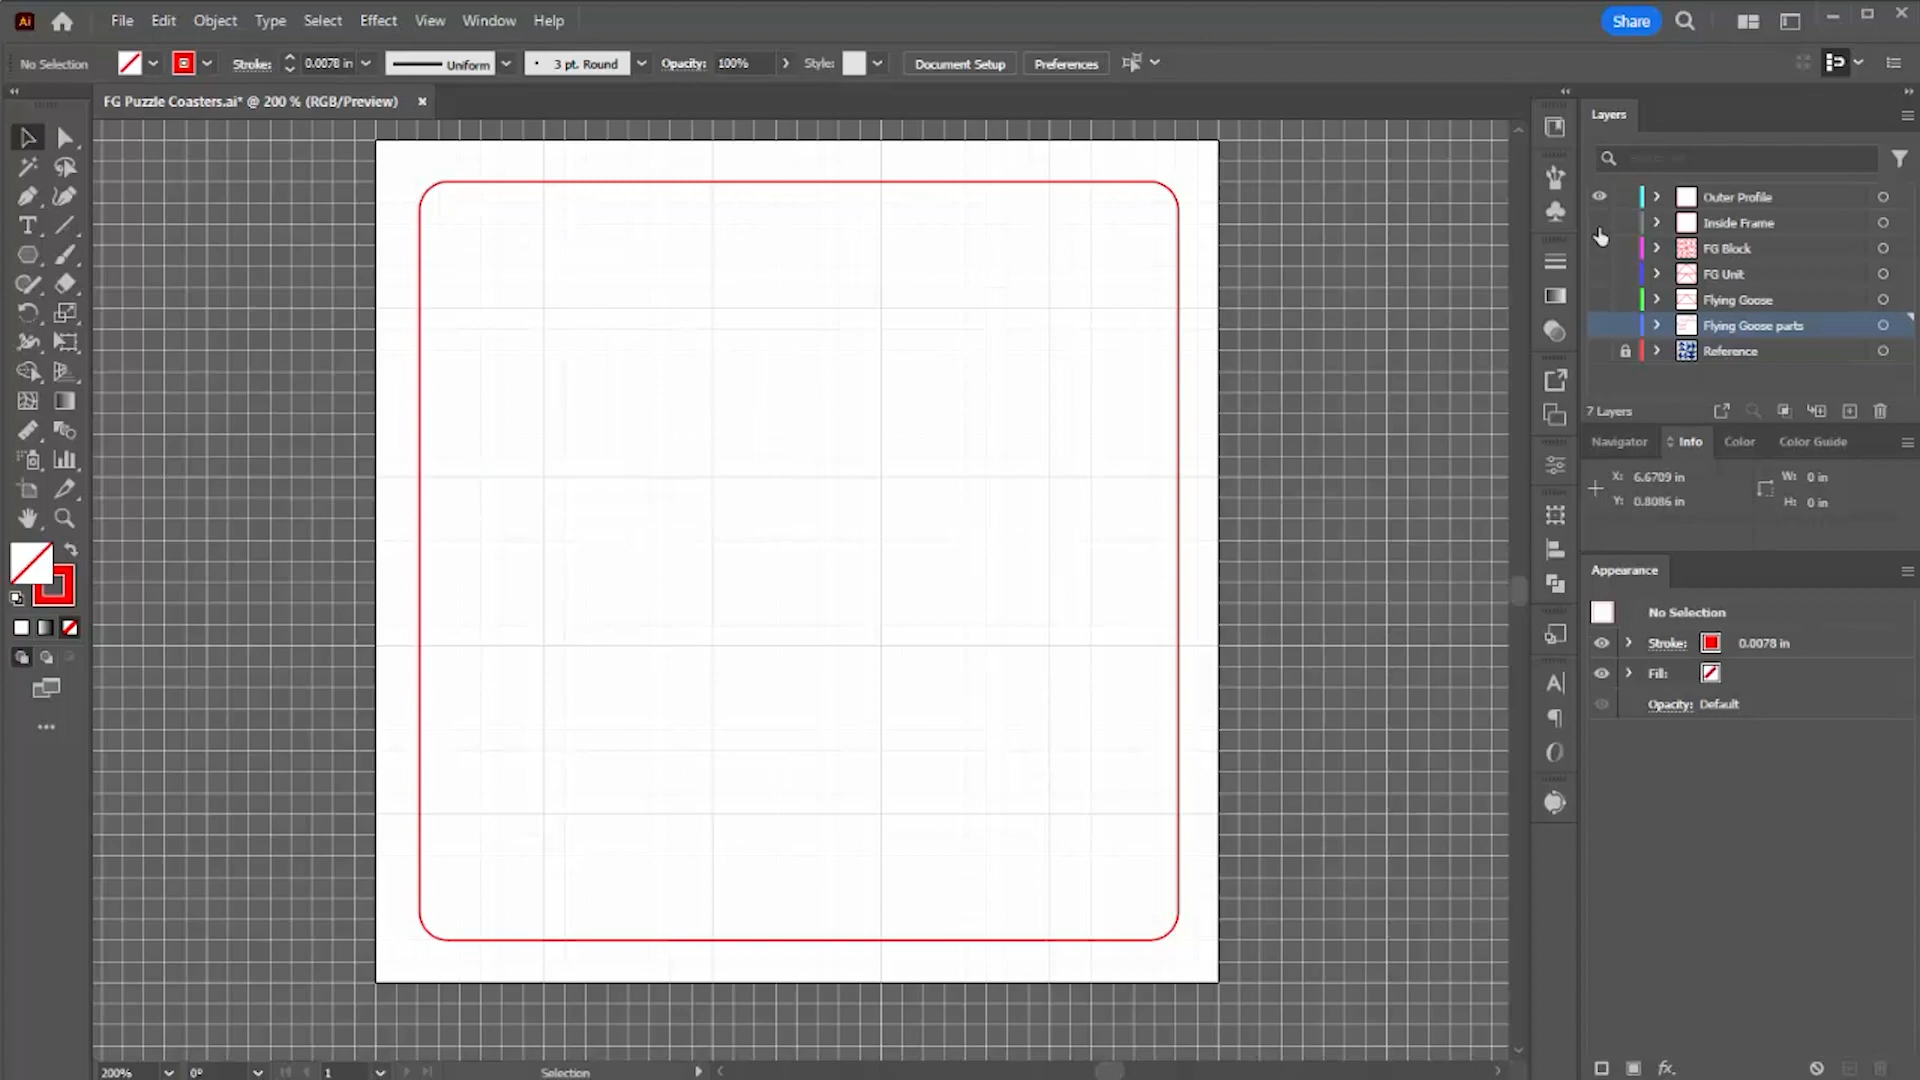 Ai File Edit Object Type Select Effect View Window Help Share
No Selection Stroke: 0.0078 in Uniform 3 pt. Round Opacity: 100% Style: Document Setup Preferences
FG Puzzle Coasters.ai* @ 200 % (RGB/Preview)
Layers
Outer Profile
Inside Frame
FG Block
FG Unit
Flying Goose
Flying Goose parts
Reference
7 Layers
Navigator Info Color Color Guide
X: 6.6709 in W: 0 in
Y: 0.8086 in H: 0 in
Appearance
No Selection
Stroke: 0.0078 in
Fill:
Opacity: Default
fx.
200% 0° 1 Selection